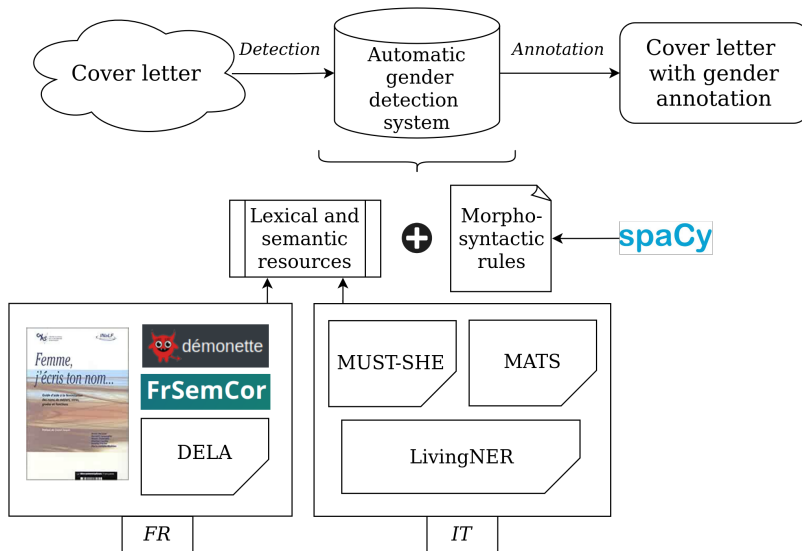 Cover letter
Detection
Automatic
gender
detection
system
Annotation
Cover letter
with gender
annotation
Lexical and
semantic
resources
Morpho-
syntactic
rules
spaCy
Femme,
j'écris ton nom...
démonette
FrSemCor
DELA
MUST-SHE
MATS
LivingNER
FR
IT